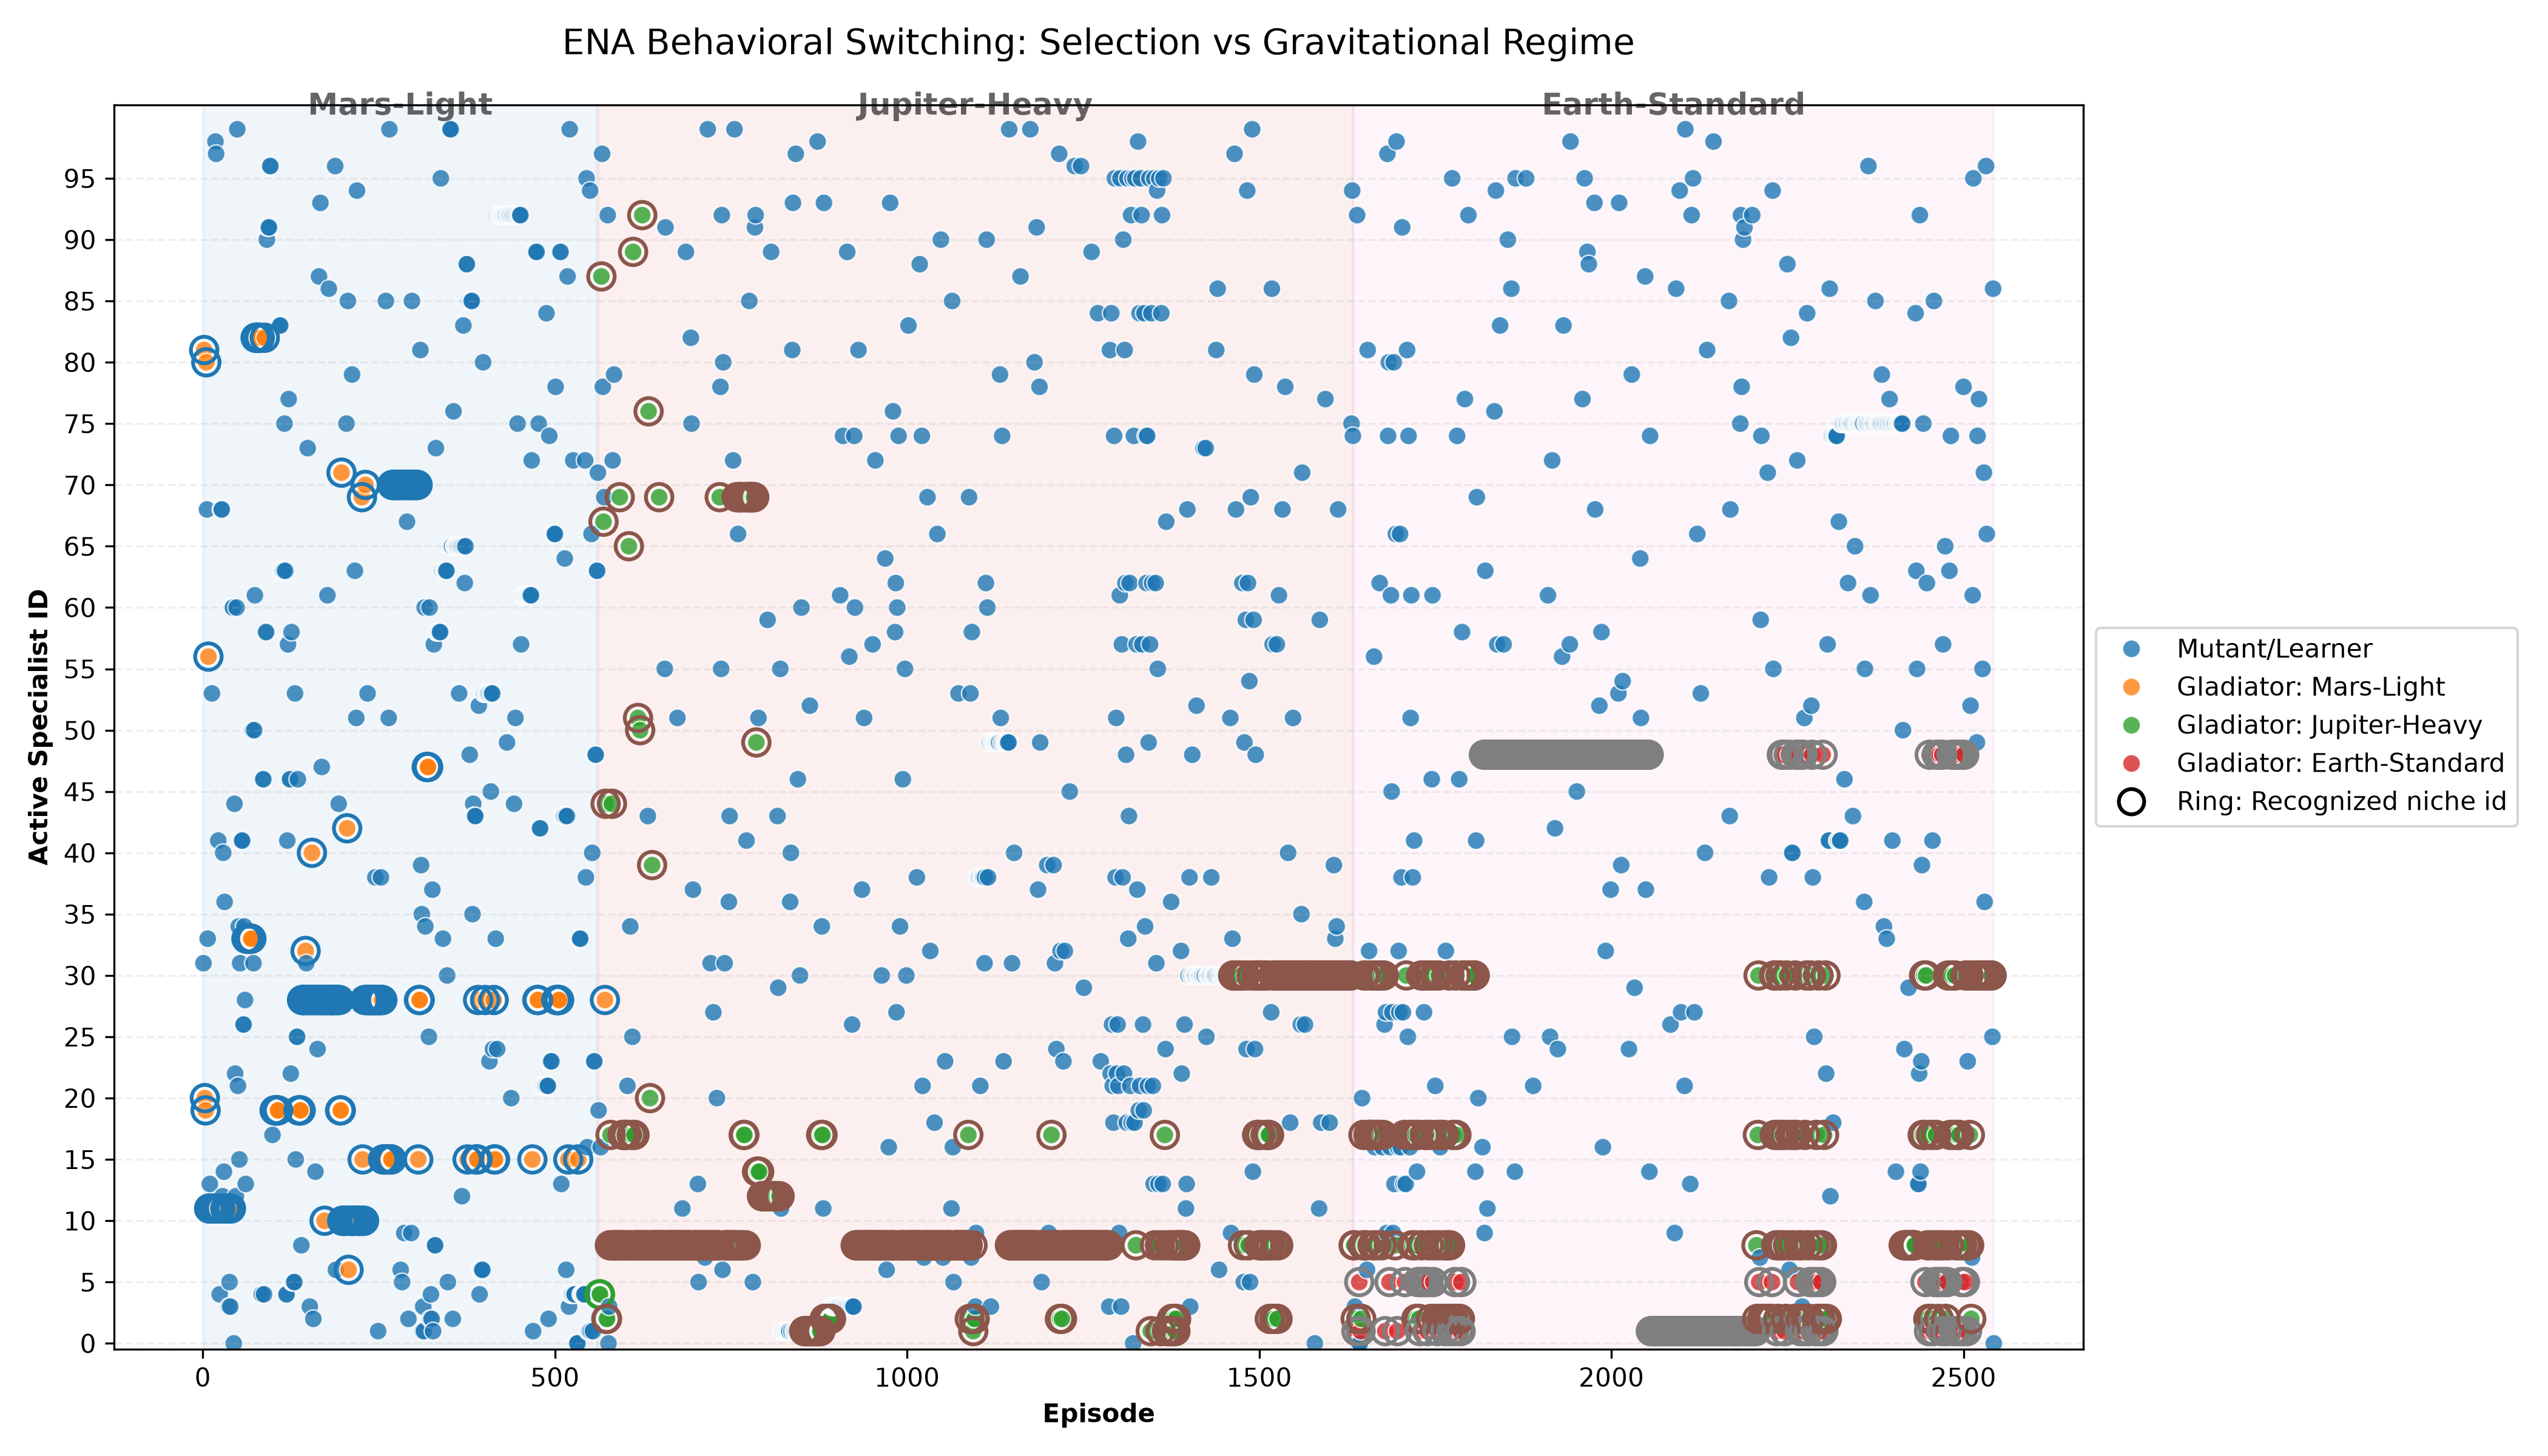 ENA Behavioral Switching: Selection vs Gravitational Regime
Mars-Light
Jupiter-Heavy
Earth-Standard
95
90
85
80
75
70
65
60
55
50
45
40
35
30
25
20
15
10
5
0
Active Specialist ID
0
500
1000
1500
2000
2500
Episode
Mutant/Learner
Gladiator: Mars-Light
Gladiator: Jupiter-Heavy
Gladiator: Earth-Standard
Ring: Recognized niche id